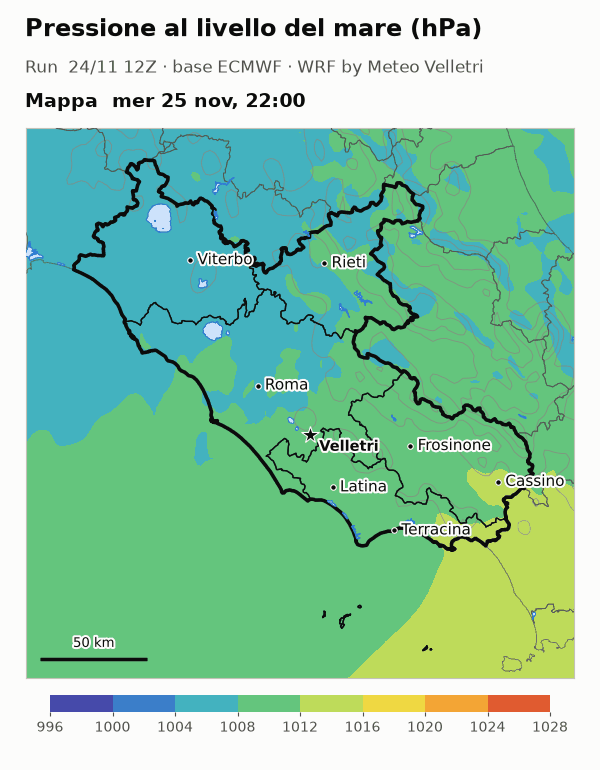 Pressione al livello del mare (hPa)
Run  24/11 12Z · base ECMWF · WRF by Meteo Velletri
Mappa  mer 25 nov, 22:00
Viterbo
Rieti
Roma
Velletri
Frosinone
Latina
Cassino
Terracina
50 km
996 1000 1004 1008 1012 1016 1020 1024 1028